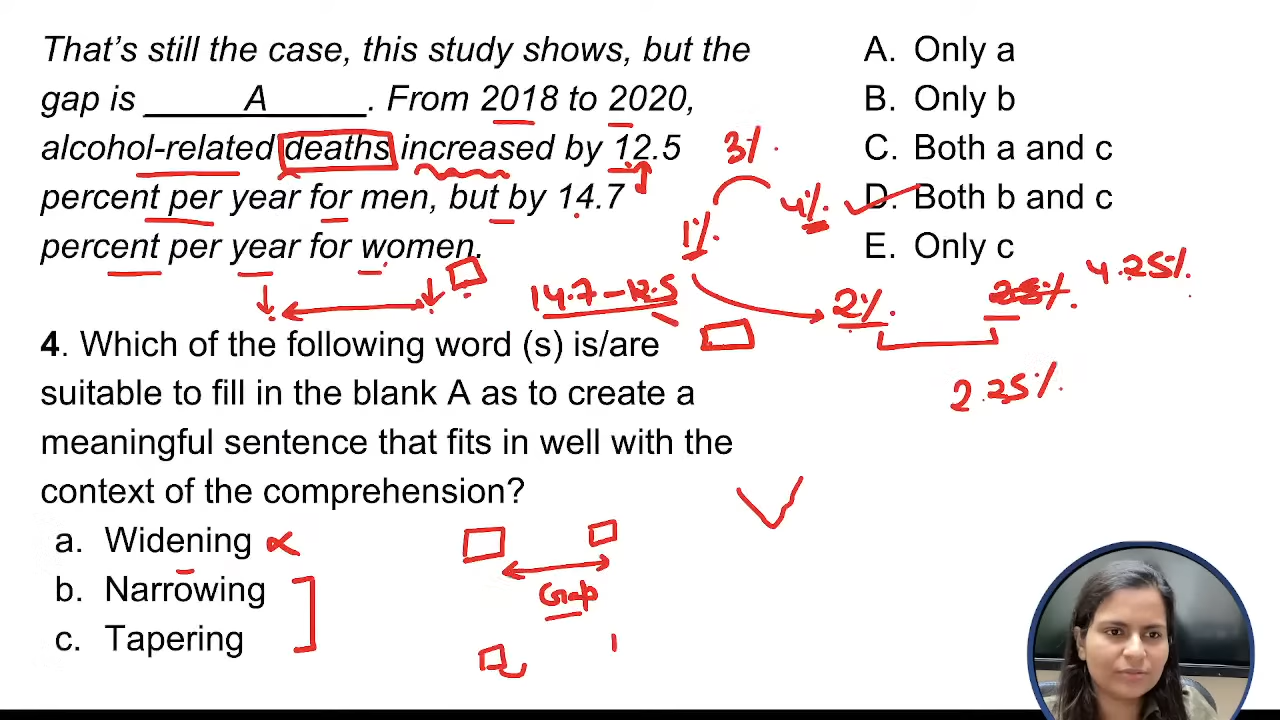 That's still the case, this study shows, but the
gap is _____A_____. From 2018 to 2020,
alcohol-related deaths increased by 12.5
percent per year for men, but by 14.7
percent per year for women.
A. Only a
B. Only b
C. Both a and c
D. Both b and c
E. Only c
3%
1%
4%
14.7-12.5
2%
25%
4.25%
2.25%
4. Which of the following word (s) is/are
suitable to fill in the blank A as to create a
meaningful sentence that fits in well with the
context of the comprehension?
a. Widening
b. Narrowing
c. Tapering
Gap